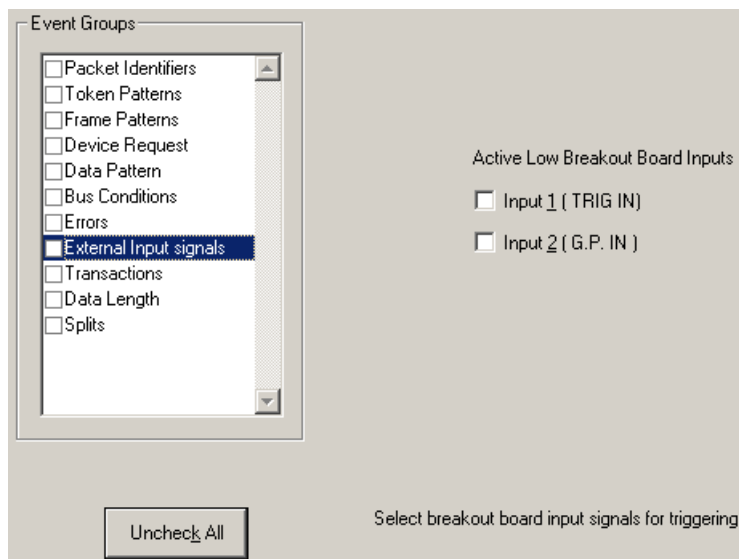 Event Groups
Packet Identifiers
Token Patterns
Frame Patterns
Device Request
Data Pattern
Bus Conditions
Errors
External Input signals
Transactions
Data Length
Splits
Active Low Breakout Board Inputs
Input 1 ( TRIG IN)
Input 2 ( G.P. IN )
Uncheck All
Select breakout board input signals for triggering